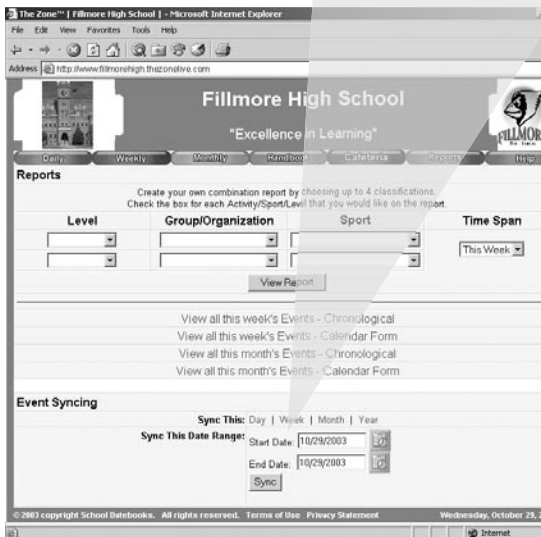 The Zone™ | Fillmore High School | - Microsoft Internet Explorer
File Edit View Favorites Tools Help
Address http://www.fillmorehigh.thezonelive.com
Fillmore High School
"Excellence in Learning"
FILLMOR
Daily Weekly Monthly Handbook Cafeteria Reports Help
Reports
Create your own combination report by choosing up to 4 classifications.
Check the box for each Activity/Sport/Level that you would like on the report.
Level Group/Organization Sport Time Span
This Week
View Report
View all this week's Events - Chronological
View all this week's Events - Calendar Form
View all this month's Events - Chronological
View all this month's Events - Calendar Form
Event Syncing
Sync This: Day | Week | Month | Year
Sync This Date Range: Start Date: 10/29/2003
End Date: 10/29/2003
Sync
© 2003 copyright School Datebooks. All rights reserved. Terms of Use Privacy Statement Wednesday, October 29, 2
Internet